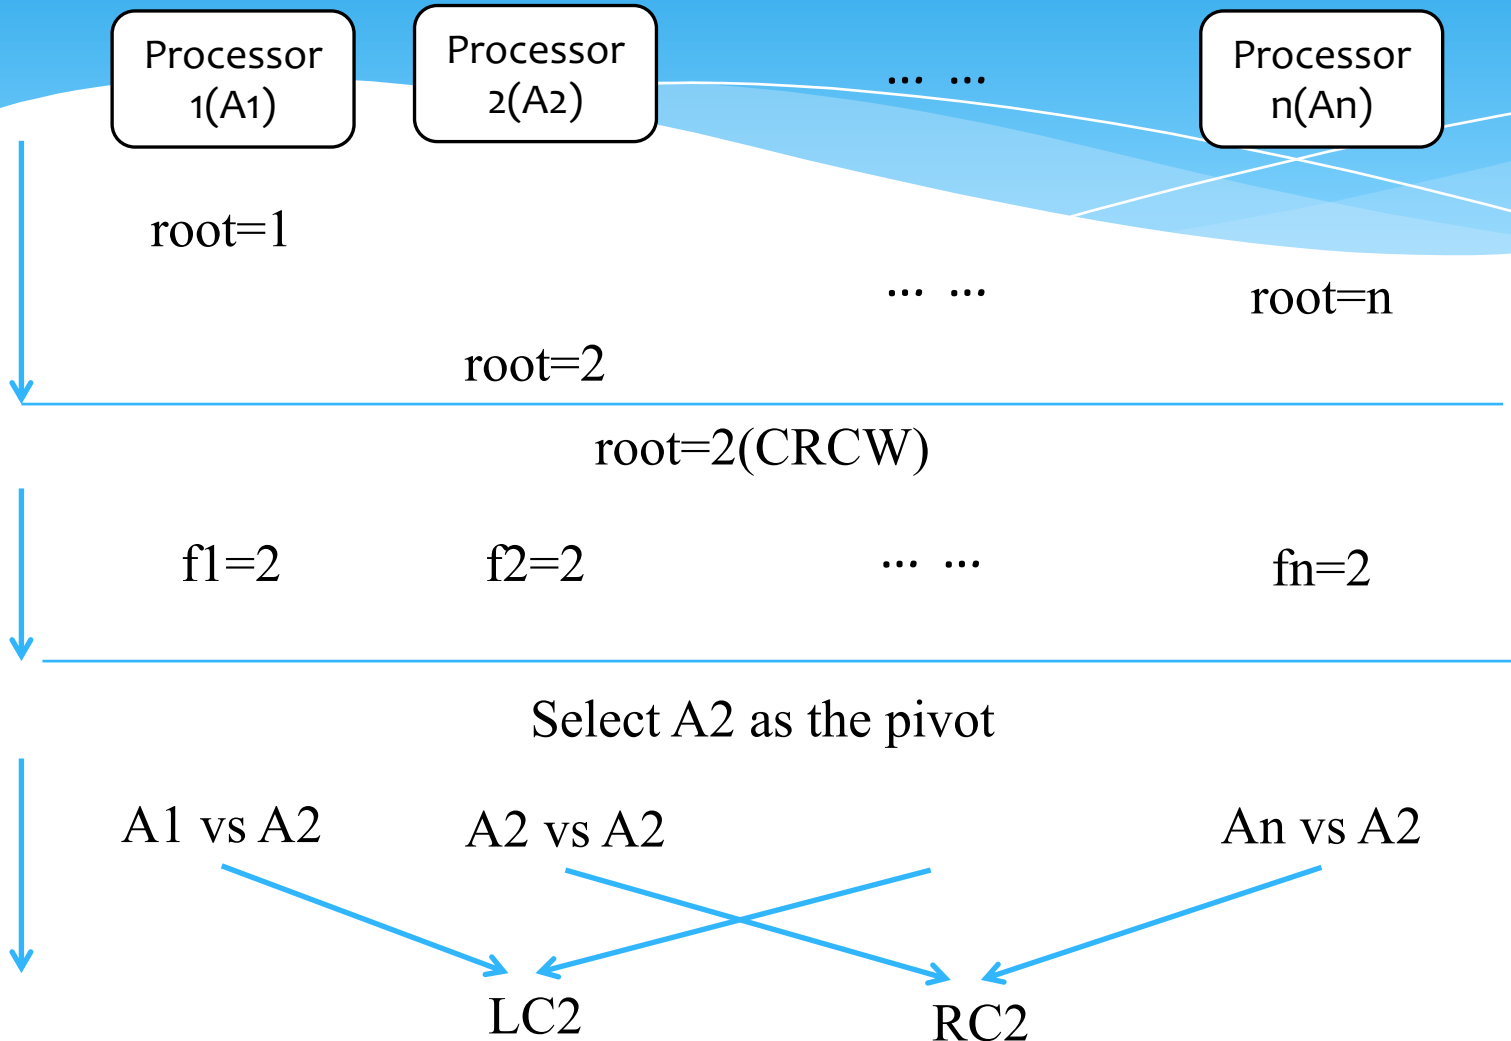 Processor
1(A1)
Processor
2(A2)
... ...
Processor
n(An)
root=1
root=2
... ...
root=n
root=2(CRCW)
f1=2
f2=2
... ...
fn=2
Select A2 as the pivot
A1 vs A2
A2 vs A2
An vs A2
LC2
RC2